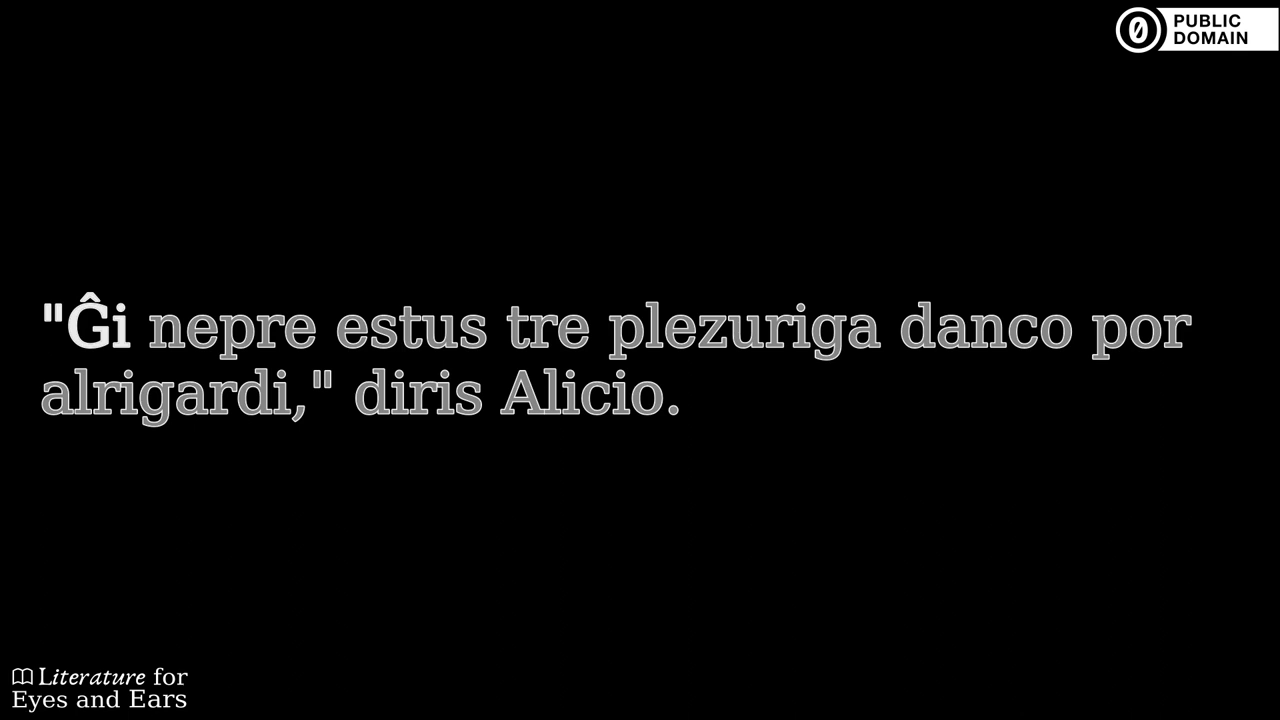 PUBLIC
DOMAIN
"Ĝi nepre estus tre plezuriga danco por
alrigardi," diris Alicio.
Literature for
Eyes and Ears